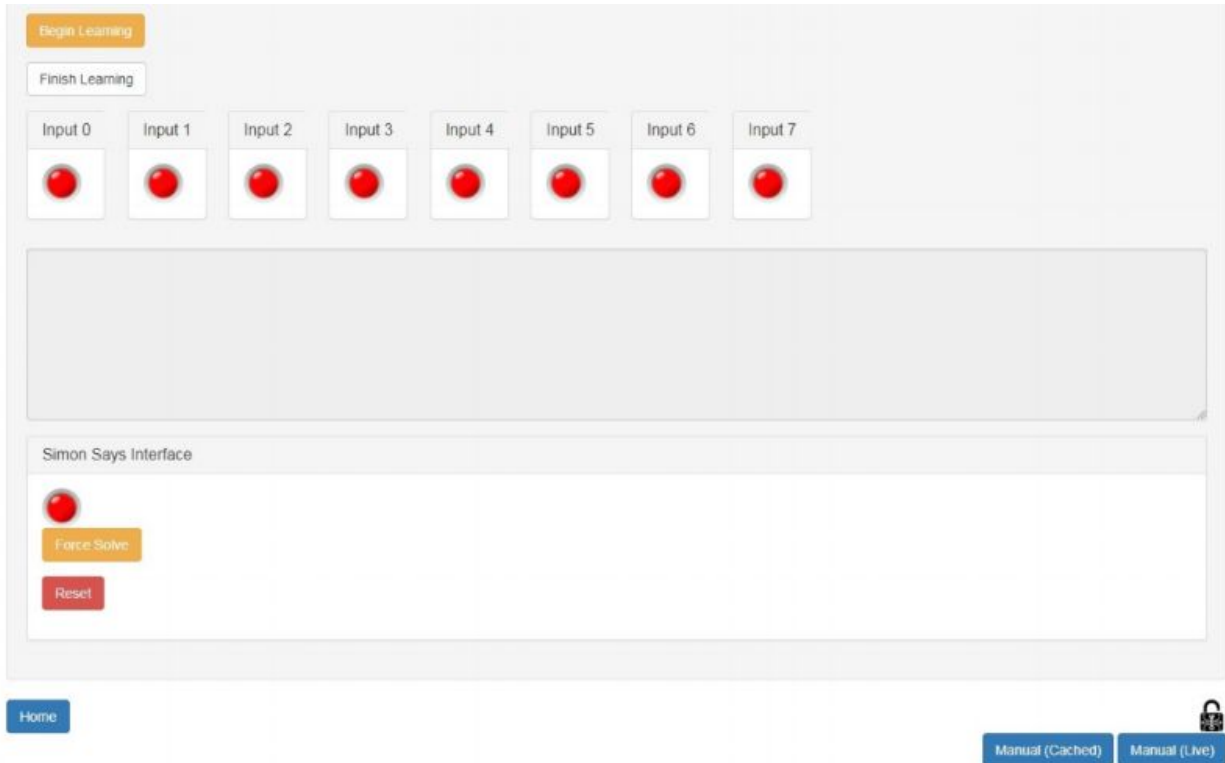 Begin Learning
Finish Learning
Input 0 Input 1 Input 2 Input 3 Input 4 Input 5 Input 6 Input 7
Simon Says Interface
Force Solve
Reset
Home
Manual (Cached) Manual (Live)